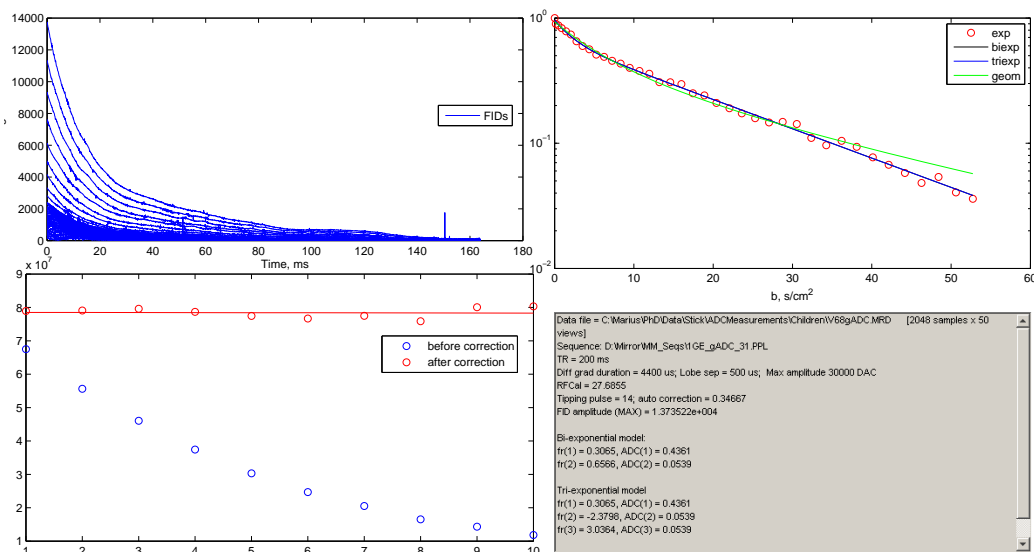 14000
12000
10000
8000
6000
4000
2000
0
FIDs
0 20 40 60 80 100 120 140 160 180
Time, ms
10^0
10^-1
10^-2
exp
biexp
triexp
geom
0 10 20 30 40 50 60
b, s/cm^2
x 10^7
9
8
7
6
5
4
3
2
1
before correction
after correction
1 2 3 4 5 6 7 8 9 10
Data file = C:\Marius\PhD\Data\Stick\ADCMeasurements\Children\V68gADC.MRD [2048 samples x 50
views]
Sequence: D:\Mirror\MM_Seqs\1GE_gADC_31.PPL
TR = 200 ms
Diff grad duration = 4400 us; Lobe sep = 500 us; Max amplitude 30000 DAC
RFCal = 27.6855
Tipping pulse = 14; auto correction = 0.34667
FID amplitude (MAX) = 1.373522e+004
Bi-exponential model:
fr(1) = 0.3065, ADC(1) = 0.4361
fr(2) = 0.6566, ADC(2) = 0.0539
Tri-exponential model
fr(1) = 0.3065, ADC(1) = 0.4361
fr(2) = -2.3798, ADC(2) = 0.0539
fr(3) = 3.0364, ADC(3) = 0.0539